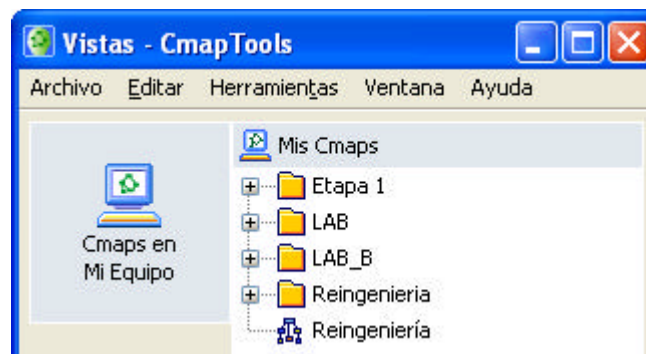 Vistas - CmapTools
Archivo Editar Herramientas Ventana Ayuda
Cmaps en
Mi Equipo
Mis Cmaps
Etapa 1
LAB
LAB_B
Reingenieria
Reingeniería